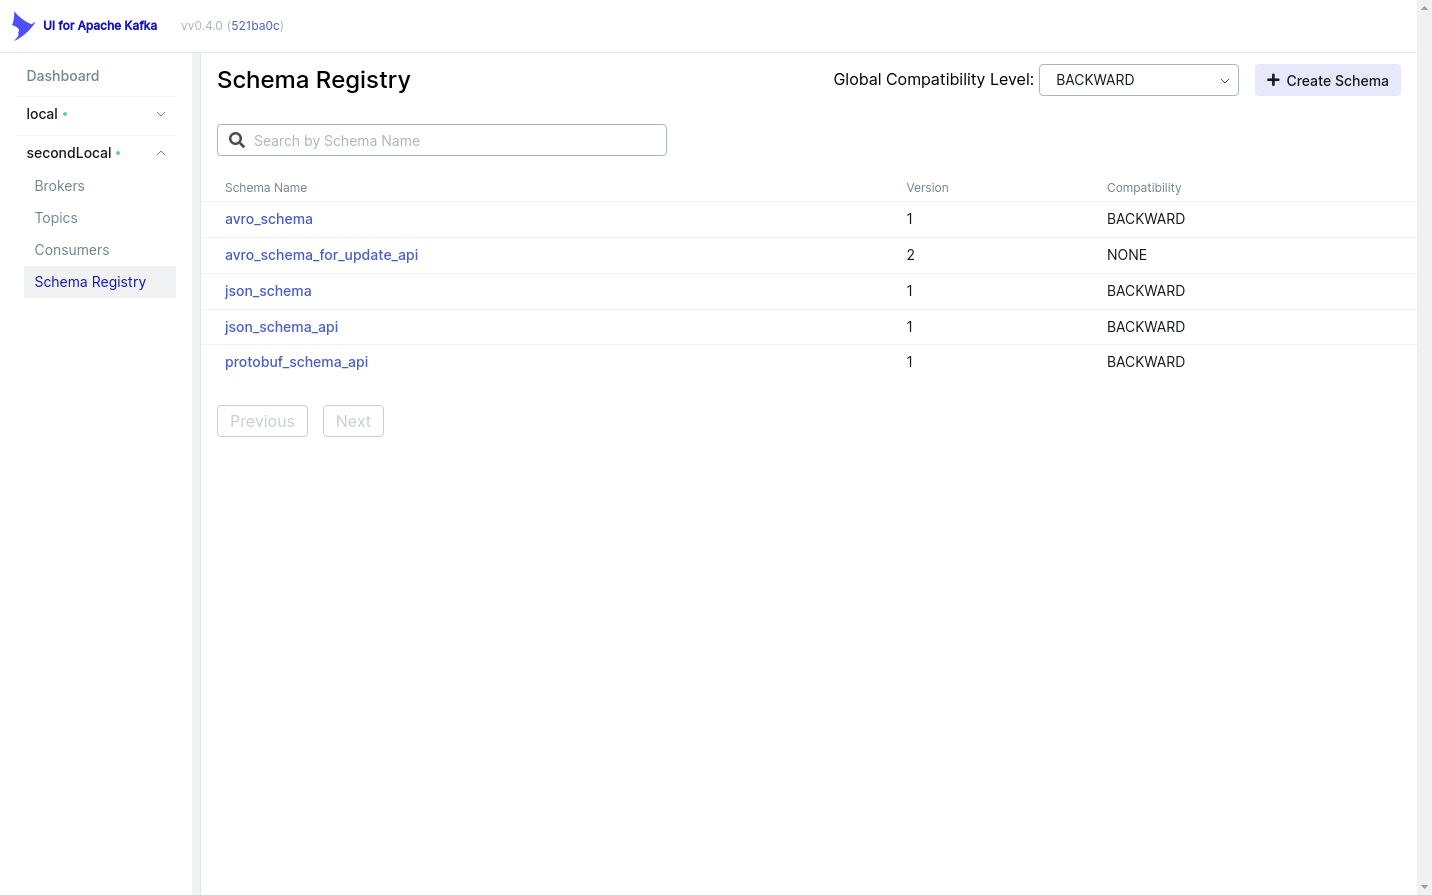 UI for Apache Kafka vv0.4.0 (521ba0c)
Dashboard
local
secondLocal
Brokers
Topics
Consumers
Schema Registry
Schema Registry
Global Compatibility Level: BACKWARD Create Schema
Search by Schema Name
Schema Name Version Compatibility
avro_schema 1 BACKWARD
avro_schema_for_update_api 2 NONE
json_schema 1 BACKWARD
json_schema_api 1 BACKWARD
protobuf_schema_api 1 BACKWARD
Previous Next